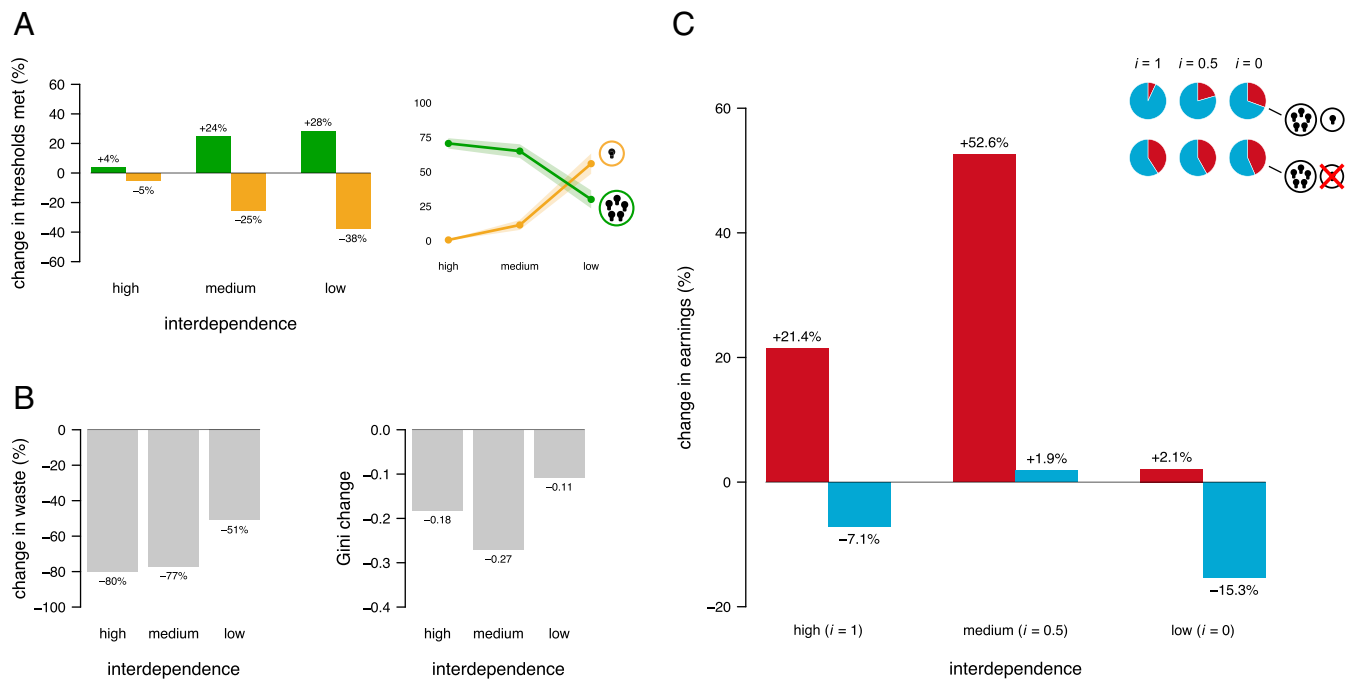 A
change in thresholds met (%)
60
40
20
0
−20
−40
−60
+4%
−5%
+24%
−25%
+28%
−38%
high
medium
low
interdependence
100
75
50
25
0
high
medium
low
B
change in waste (%)
0
−20
−40
−60
−80
−100
−80%
−77%
−51%
high
medium
low
interdependence
Gini change
0.0
−0.1
−0.2
−0.3
−0.4
−0.18
−0.27
−0.11
high
medium
low
interdependence
C
i = 1
i = 0.5
i = 0
change in earnings (%)
60
40
20
0
−20
+21.4%
−7.1%
+52.6%
+1.9%
+2.1%
−15.3%
high (i = 1)
medium (i = 0.5)
low (i = 0)
interdependence